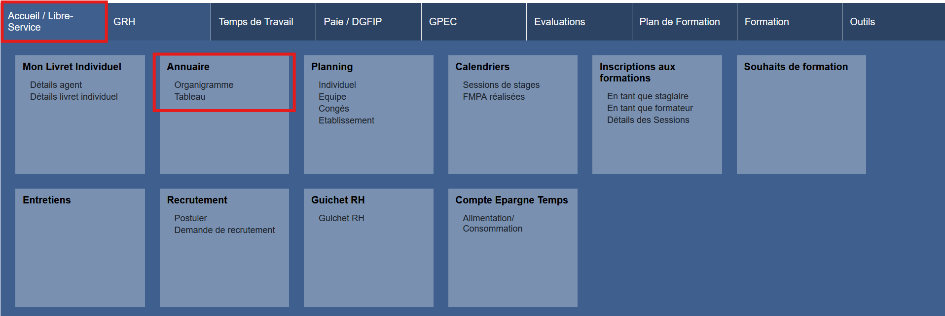 Accueil / Libre-
Service
GRH
Temps de Travail
Paie / DGFIP
GPEC
Evaluations
Plan de Formation
Formation
Outils
Mon Livret Individuel
Détails agent
Détails livret individuel
Annuaire
Organigramme
Tableau
Planning
Individuel
Equipe
Congés
Etablissement
Calendriers
Sessions de stages
FMPA réalisées
Inscriptions aux
formations
En tant que stagiaire
En tant que formateur
Détails des Sessions
Souhaits de formation
Entretiens
Recrutement
Postuler
Demande de recrutement
Guichet RH
Guichet RH
Compte Epargne Temps
Alimentation/
Consommation